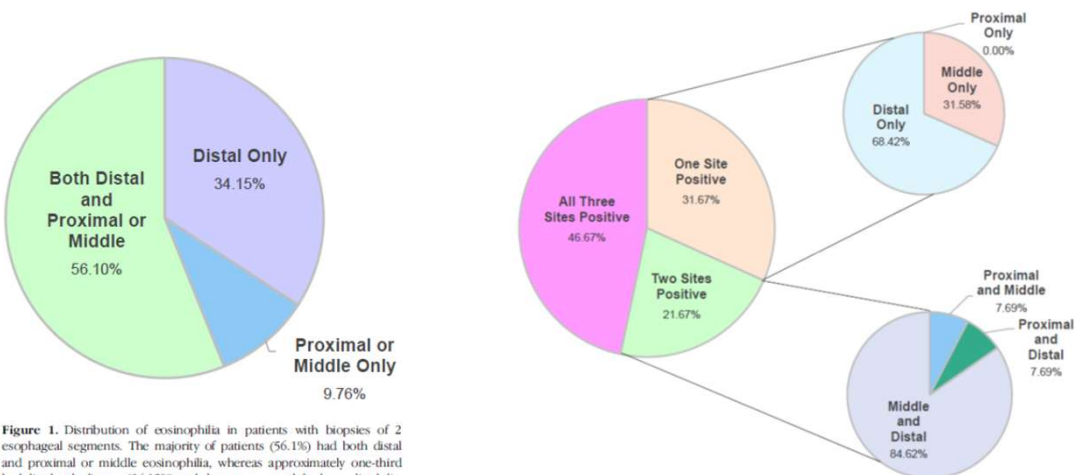 Distal Only
34.15%
Both Distal
and
Proximal or
Middle
56.10%
Proximal or
Middle Only
9.76%
Figure 1. Distribution of eosinophilia in patients with biopsies of 2
esophageal segments. The majority of patients (56.1%) had both distal
and proximal or middle eosinophilia, whereas approximately one-third
All Three
Sites Positive
46.67%
One Site
Positive
31.67%
Two Sites
Positive
21.67%
Proximal
Only
0.00%
Middle
Only
31.58%
Distal
Only
68.42%
Proximal
and Middle
7.69%
Proximal
and
Distal
7.69%
Middle
and
Distal
84.62%